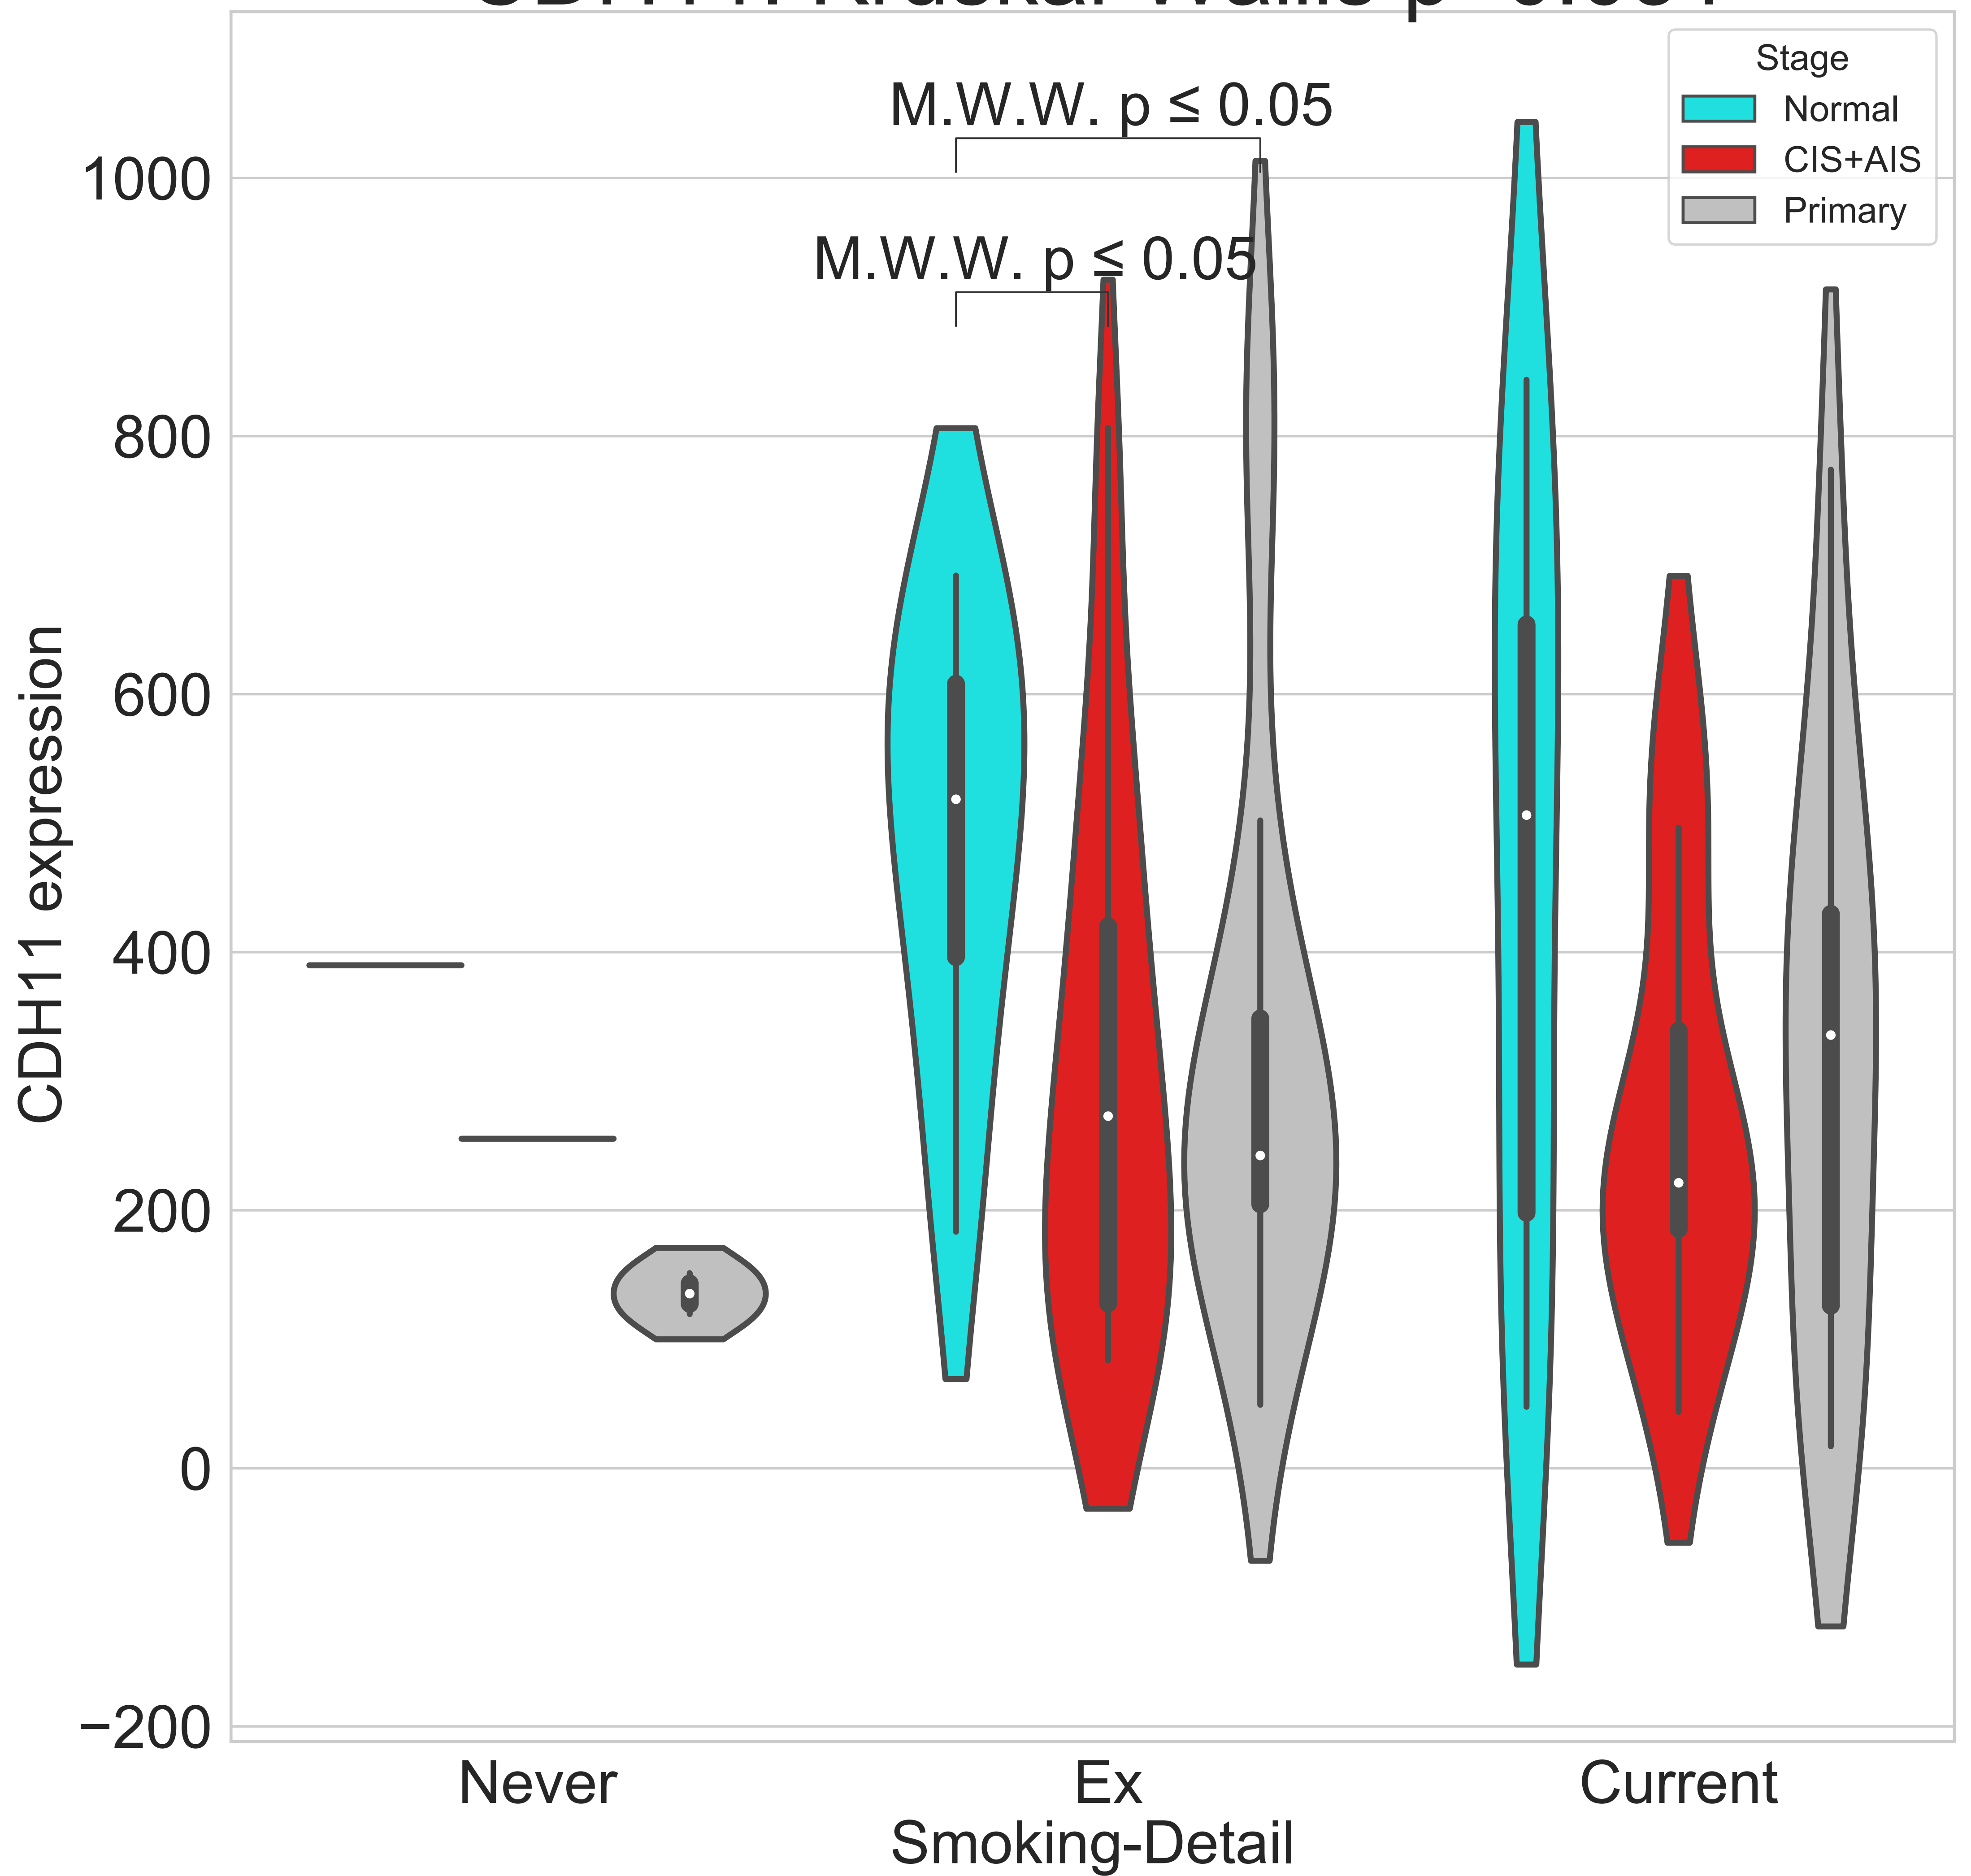 Stage
Normal
CIS+AIS
Primary
M.W.W. p ≤ 0.05
M.W.W. p ≤ 0.05
1000
800
600
400
200
0
−200
CDH11 expression
Never
Ex
Current
Smoking-Detail